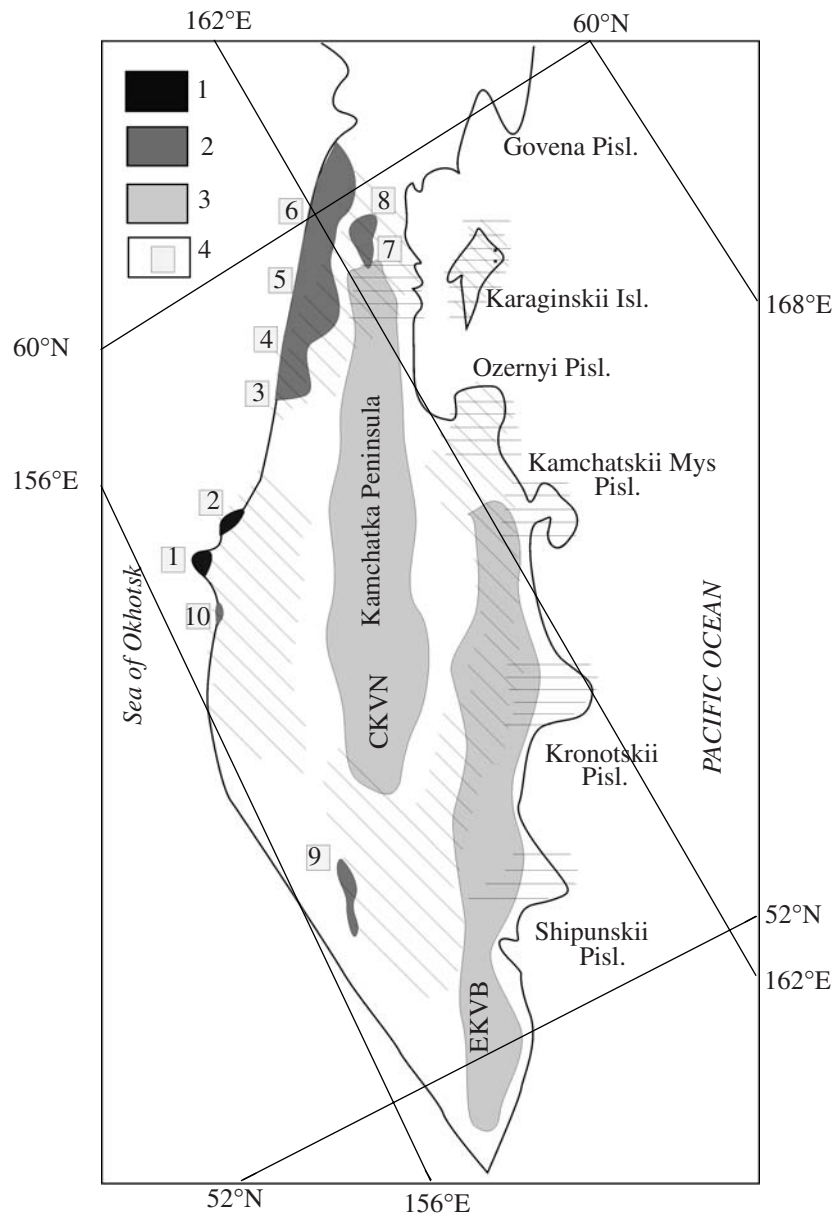 162°E
60°N
1
2
3
4
Govena Pisl.
8
6
7
5
Karaginskii Isl.
168°E
4
60°N
Ozernyi Pisl.
3
Kamchatskii Mys
Pisl.
156°E
2
1
10
Kamchatka Peninsula
Sea of Okhotsk
PACIFIC OCEAN
CKVN
Kronotskii
Pisl.
9
52°N
Shipunskii
Pisl.
162°E
EKVB
52°N
156°E